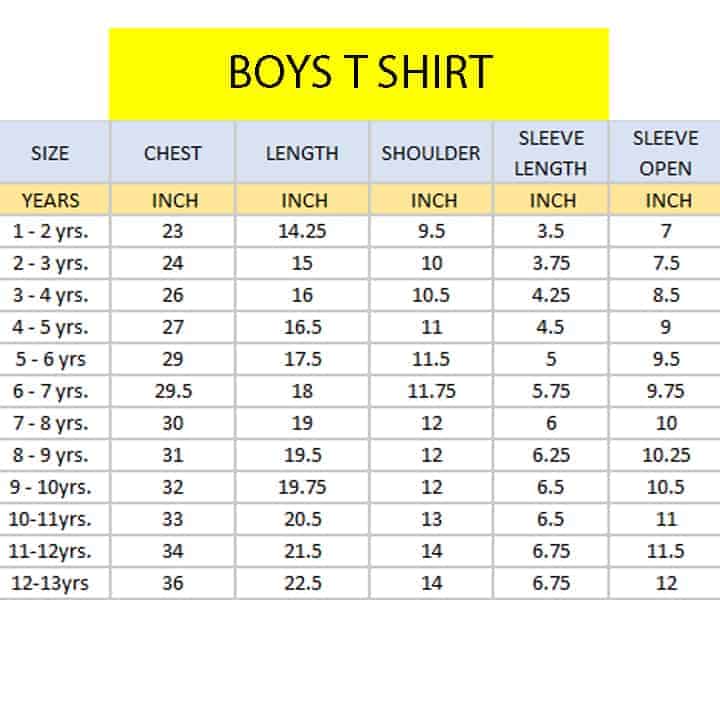 BOYS T SHIRT
SIZE CHEST LENGTH SHOULDER SLEEVE LENGTH SLEEVE OPEN
YEARS INCH INCH INCH INCH INCH
1 - 2 yrs. 23 14.25 9.5 3.5 7
2 - 3 yrs. 24 15 10 3.75 7.5
3 - 4 yrs. 26 16 10.5 4.25 8.5
4 - 5 yrs. 27 16.5 11 4.5 9
5 - 6 yrs 29 17.5 11.5 5 9.5
6 - 7 yrs. 29.5 18 11.75 5.75 9.75
7 - 8 yrs. 30 19 12 6 10
8 - 9 yrs. 31 19.5 12 6.25 10.25
9 - 10yrs. 32 19.75 12 6.5 10.5
10-11yrs. 33 20.5 13 6.5 11
11-12yrs. 34 21.5 14 6.75 11.5
12-13yrs 36 22.5 14 6.75 12